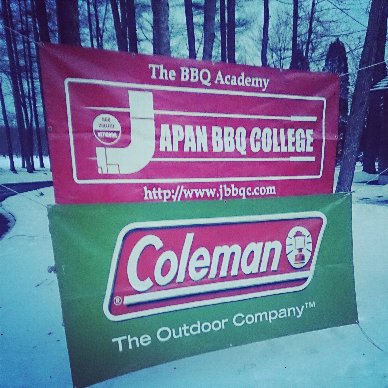 The BBQ Academy
JAPAN BBQ COLLEGE
http://www.jbbqc.com
Coleman
®
The Outdoor Company™